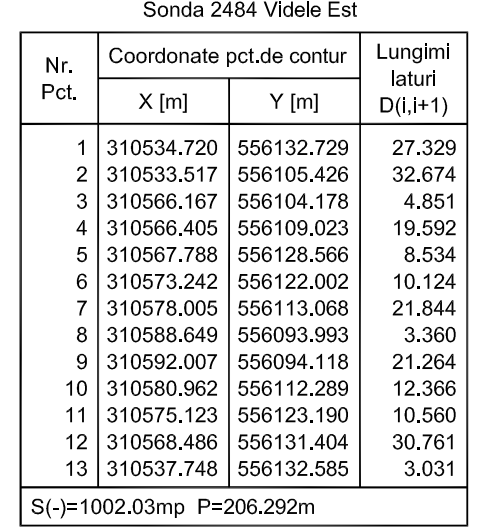 Sonda 2484 Videle Est
Nr. Pct. Coordonate pct.de contur Lungimi laturi D(i,i+1)
X [m] Y [m]
1 310534.720 556132.729 27.329
2 310533.517 556105.426 32.674
3 310566.167 556104.178 4.851
4 310566.405 556109.023 19.592
5 310567.788 556128.566 8.534
6 310573.242 556122.002 10.124
7 310578.005 556113.068 21.844
8 310588.649 556093.993 3.360
9 310592.007 556094.118 21.264
10 310580.962 556112.289 12.366
11 310575.123 556123.190 10.560
12 310568.486 556131.404 30.761
13 310537.748 556132.585 3.031
S(-)=1002.03mp P=206.292m